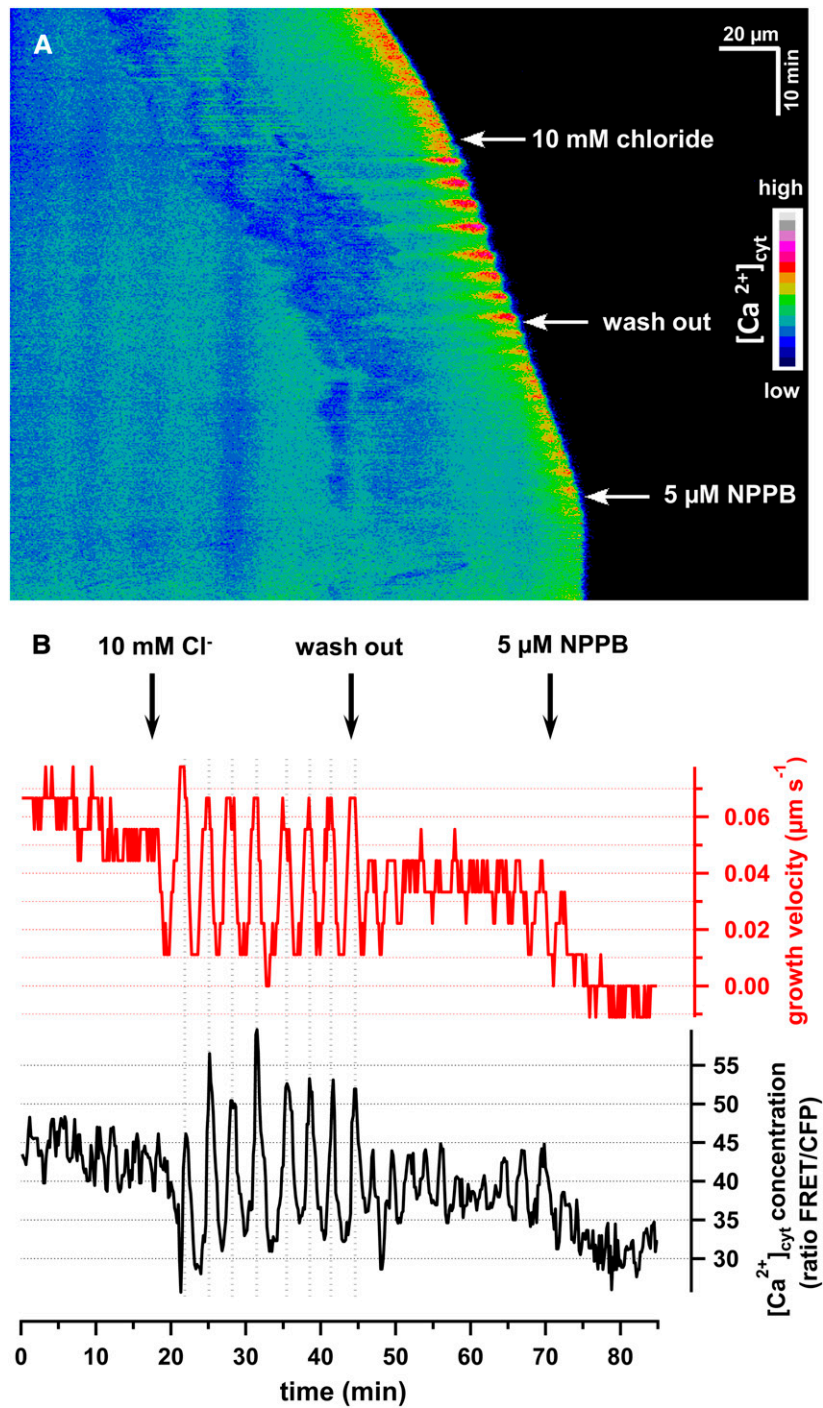 A
20 µm
10 min
10 mM chloride
high
[Ca 2+]cyt
wash out
low
5 µM NPPB
B
10 mM Cl-
wash out
5 µM NPPB
0.06
0.04
0.02
0.00
growth velocity (µm s-1)
55
50
45
40
35
30
[Ca2+]cyt concentration
(ratio FRET/CFP)
0 10 20 30 40 50 60 70 80
time (min)